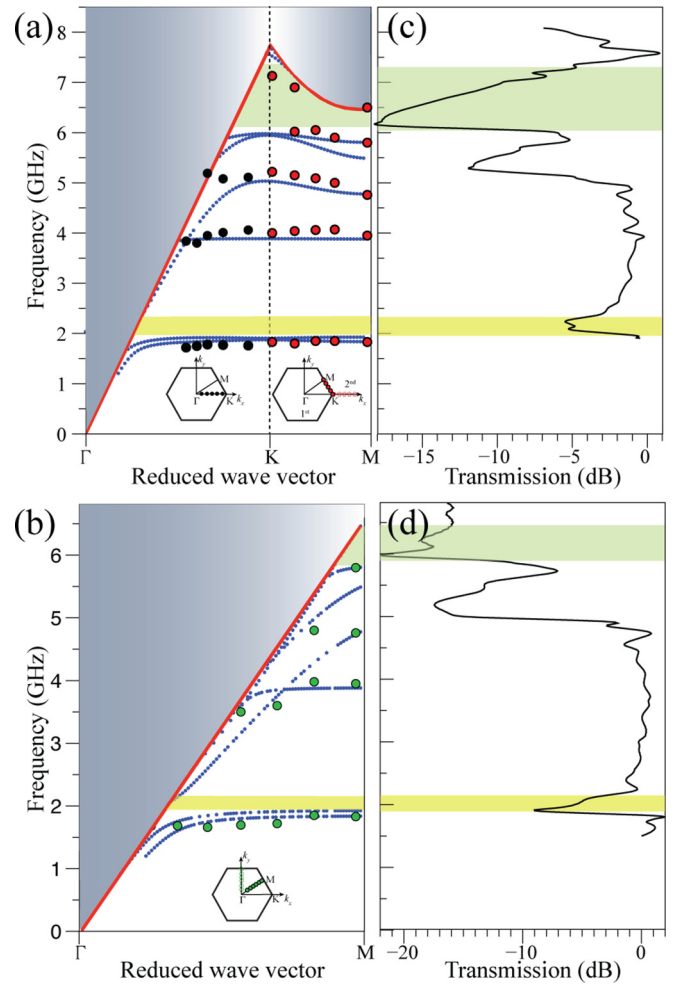 (a)
(c)
8
7
6
5
4
3
2
1
0
Frequency (GHz)
k_y
M
Γ
K
k_x
k_y
M
2nd
Γ
K
k_x
1st
Γ
K
M
Reduced wave vector
−15
−10
−5
0
Transmission (dB)
(b)
(d)
6
5
4
3
2
1
0
Frequency (GHz)
k_y
M
Γ
K
k_x
Γ
M
Reduced wave vector
−20
−10
0
Transmission (dB)